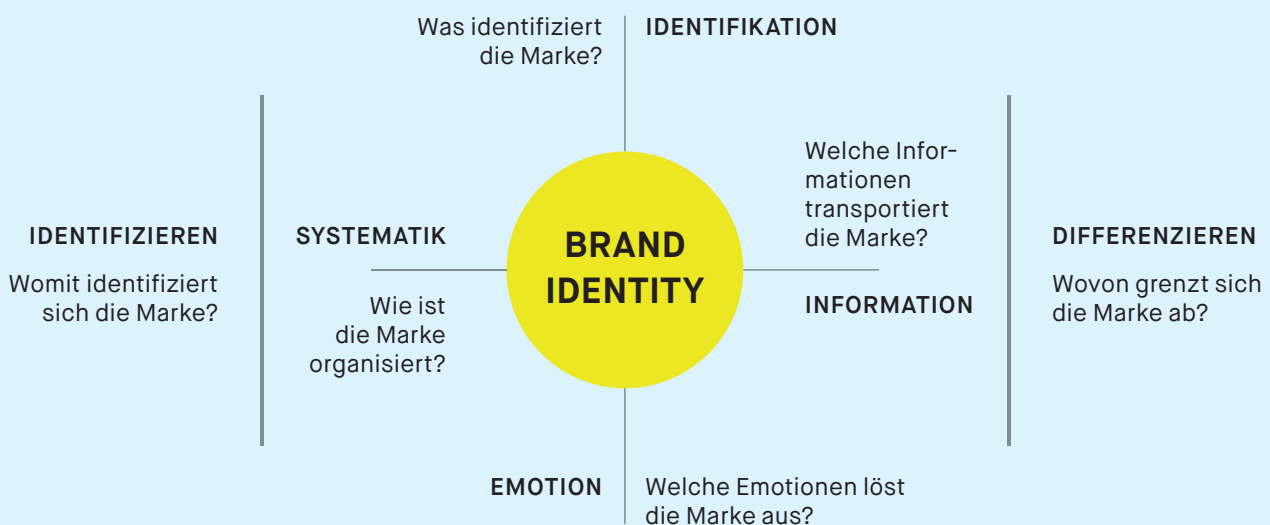 Was identifiziert
die Marke?
IDENTIFIKATION
IDENTIFIZIEREN
Womit identifiziert
sich die Marke?
SYSTEMATIK
Wie ist
die Marke
organisiert?
BRAND
IDENTITY
Welche Infor-
mationen
transportiert
die Marke?
INFORMATION
DIFFERENZIEREN
Wovon grenzt sich
die Marke ab?
EMOTION
Welche Emotionen löst
die Marke aus?